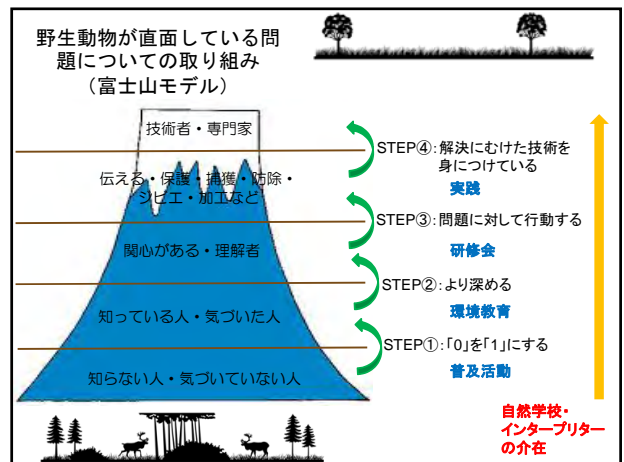 野生動物が直面している問
題についての取り組み
（富士山モデル）
技術者・専門家
伝える・保護・捕獲・防除・
ジビエ・加工など
関心がある・理解者
知っている人・気づいた人
知らない人・気づいていない人
STEP④：解決にむけた技術を
身につけている
実践
STEP③：問題に対して行動する
研修会
STEP②：より深める
環境教育
STEP①：「0」を「1」にする
普及活動
自然学校・
インタープリター
の介在